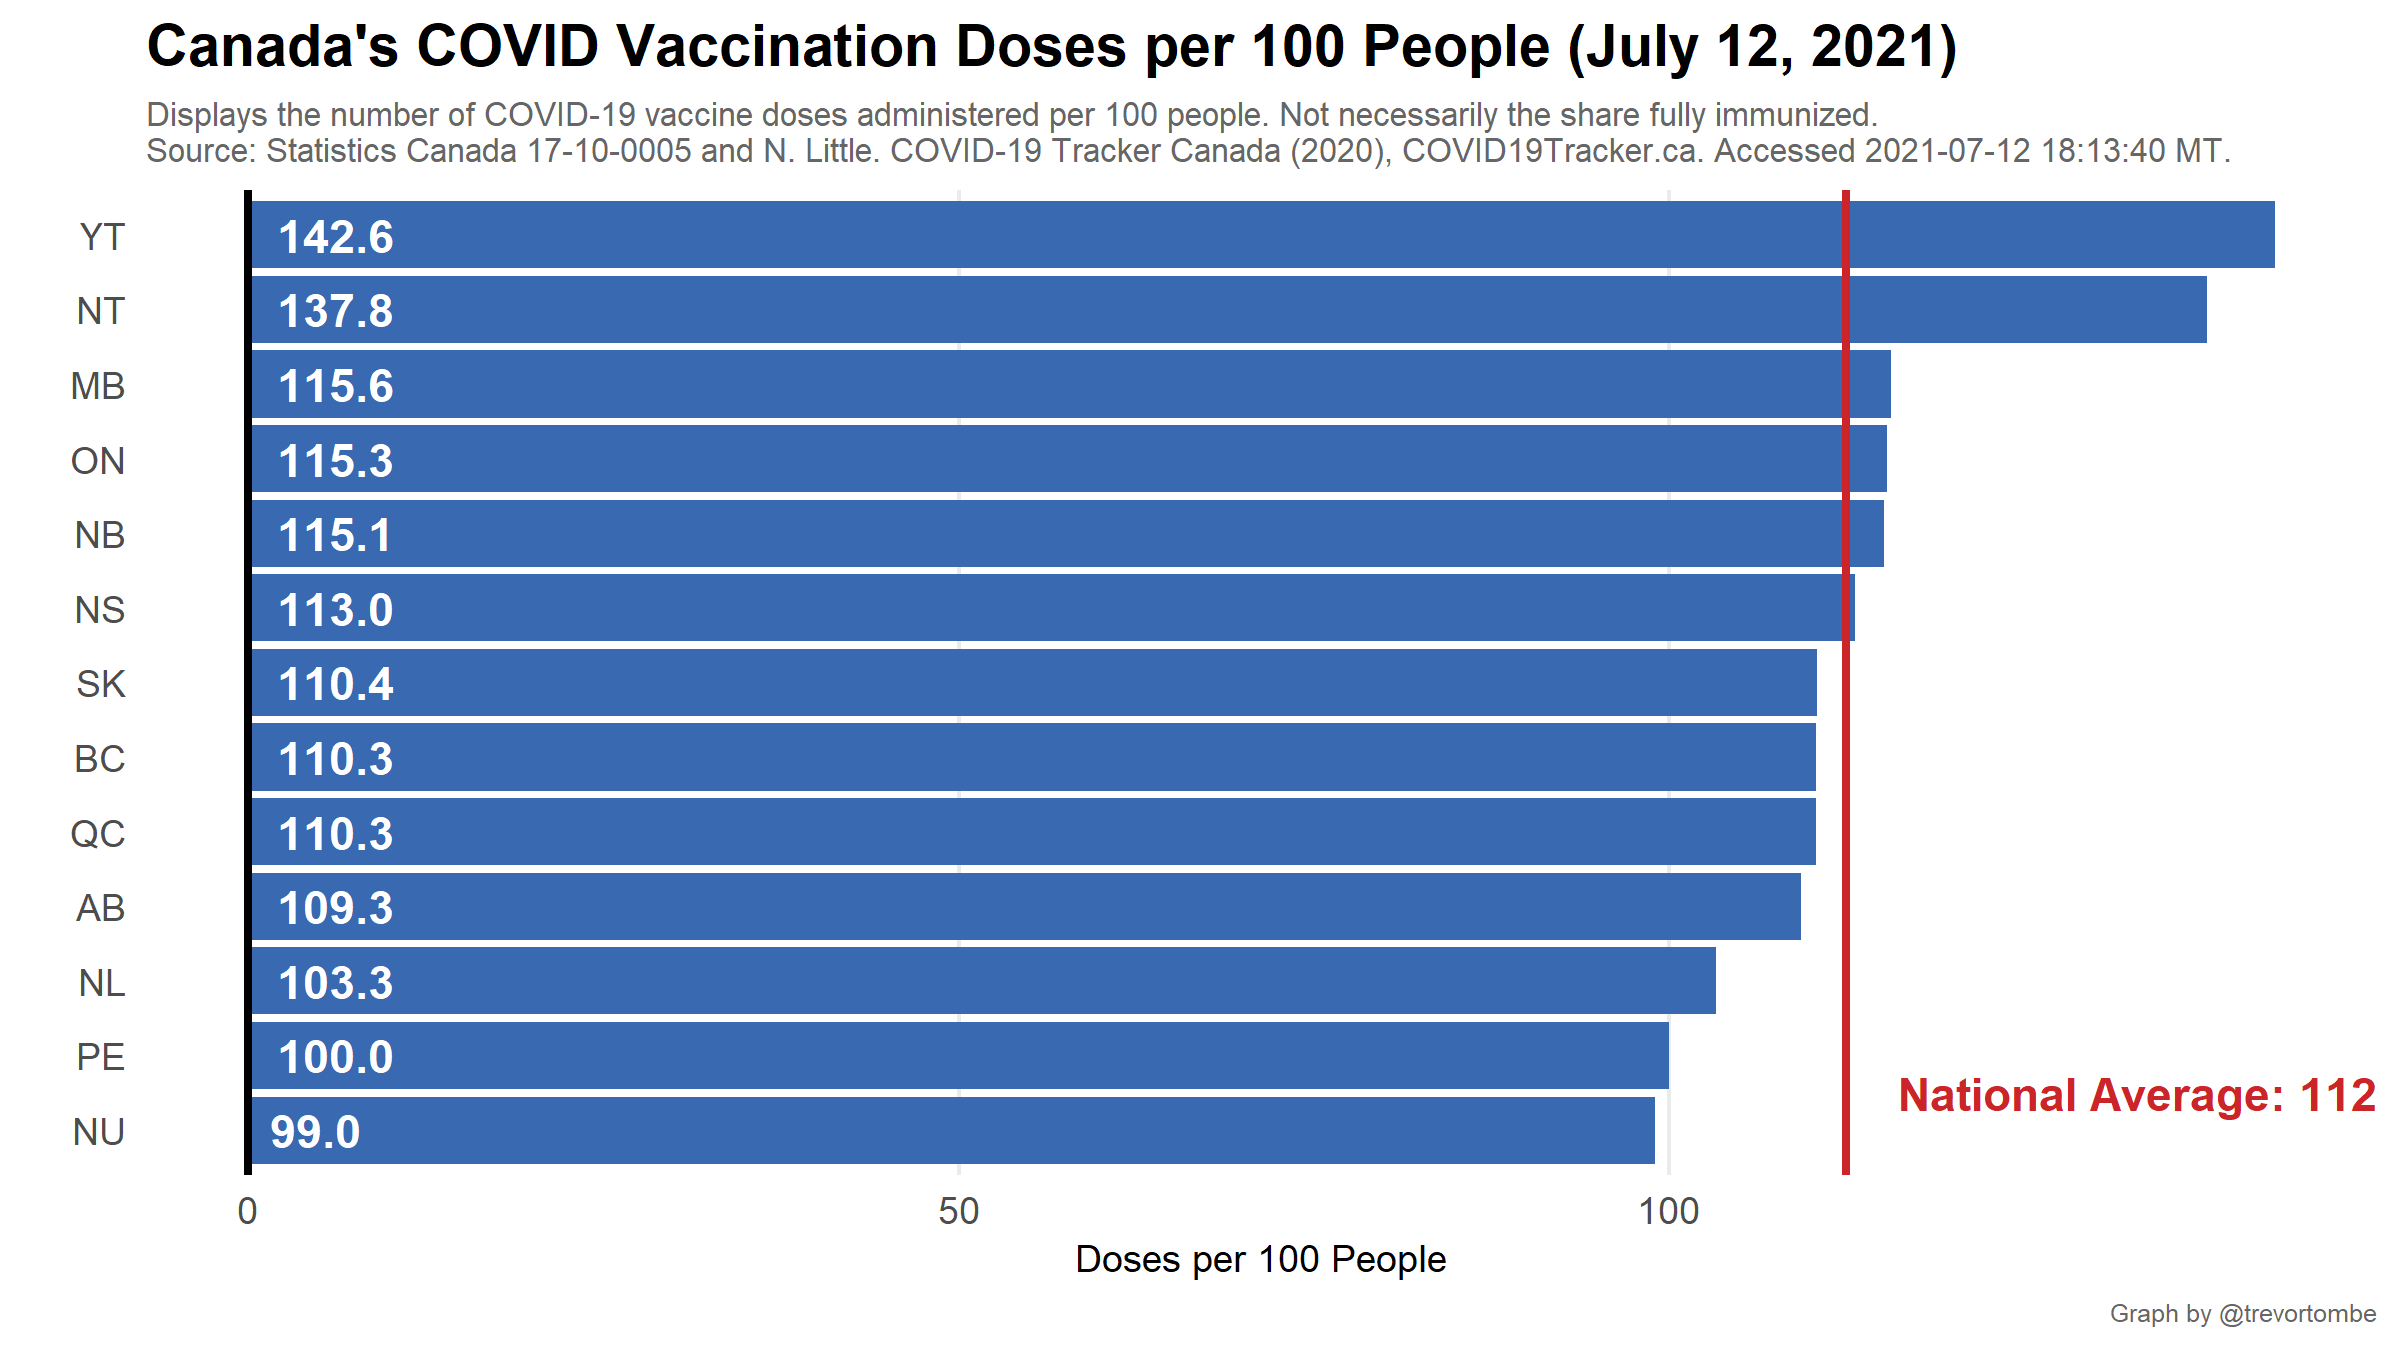 Canada's COVID Vaccination Doses per 100 People (July 12, 2021)
Displays the number of COVID-19 vaccine doses administered per 100 people. Not necessarily the share fully immunized.
Source: Statistics Canada 17-10-0005 and N. Little. COVID-19 Tracker Canada (2020), COVID19Tracker.ca. Accessed 2021-07-12 18:13:40 MT.
YT 142.6
NT 137.8
MB 115.6
ON 115.3
NB 115.1
NS 113.0
SK 110.4
BC 110.3
QC 110.3
AB 109.3
NL 103.3
PE 100.0
National Average: 112
NU 99.0
0 50 100
Doses per 100 People
Graph by @trevortombe